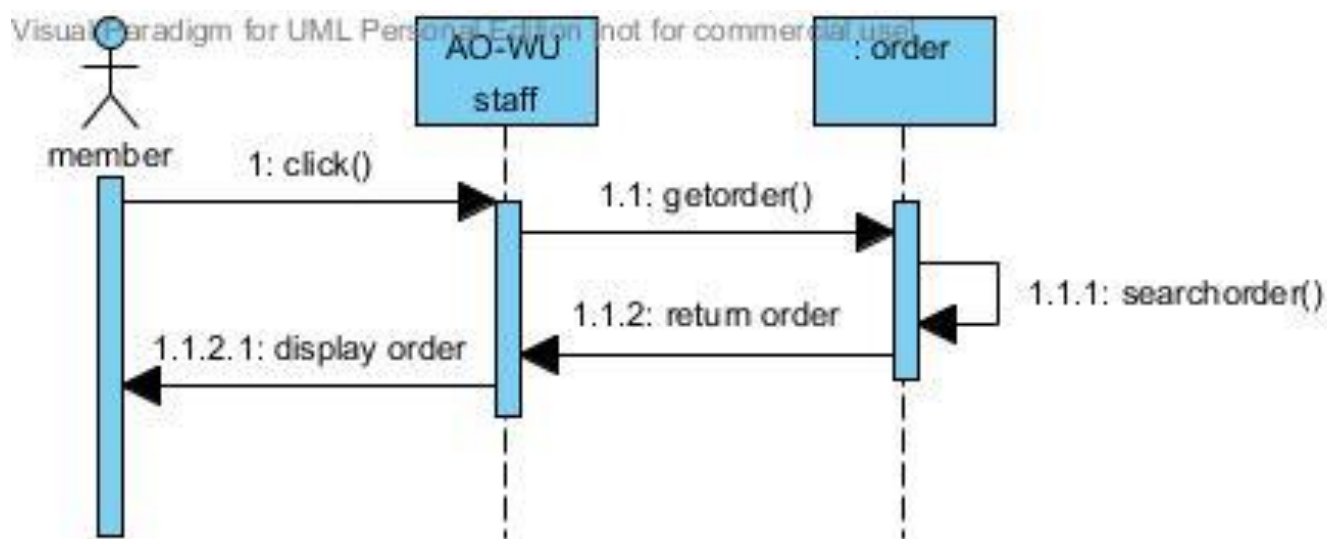 Visual Paradigm for UML Personal Edition [not for commercial use]
AO-WU
staff
: order
member
1: click()
1.1: getorder()
1.1.1: searchorder()
1.1.2: return order
1.1.2.1: display order